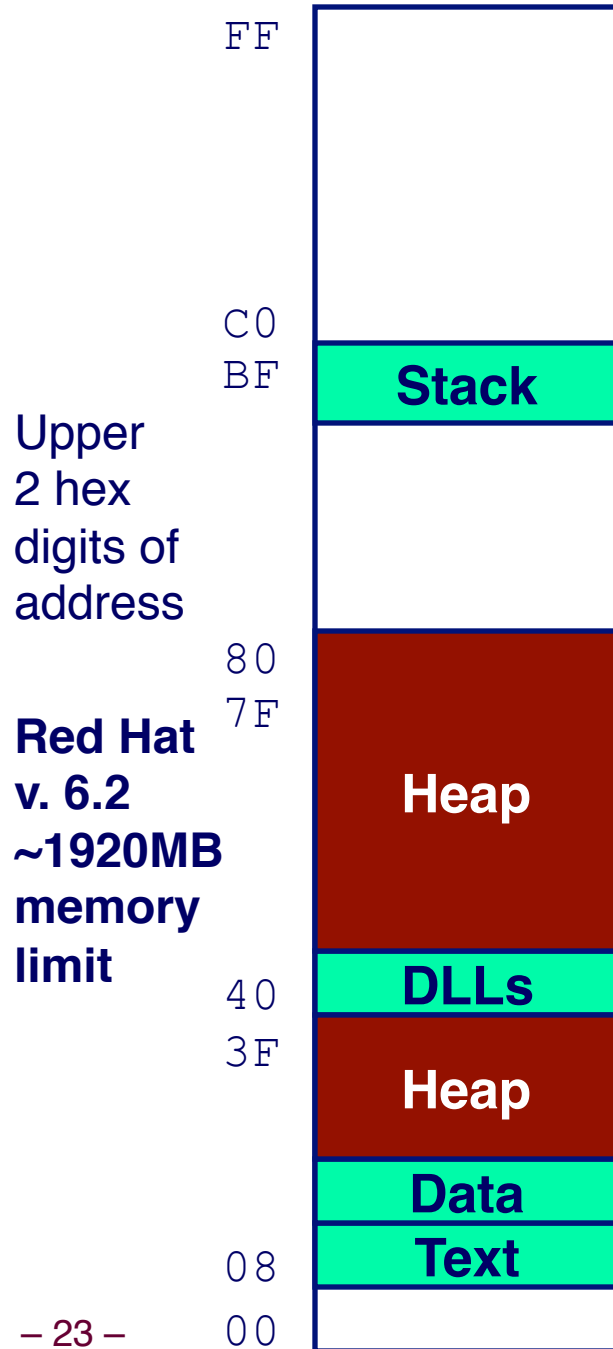 FF
C0
BF
Stack
Upper
2 hex
digits of
address
80
7F
Red Hat
v. 6.2
~1920MB
memory
limit
Heap
DLLs
40
3F
Heap
Data
Text
08
– 23 –
00